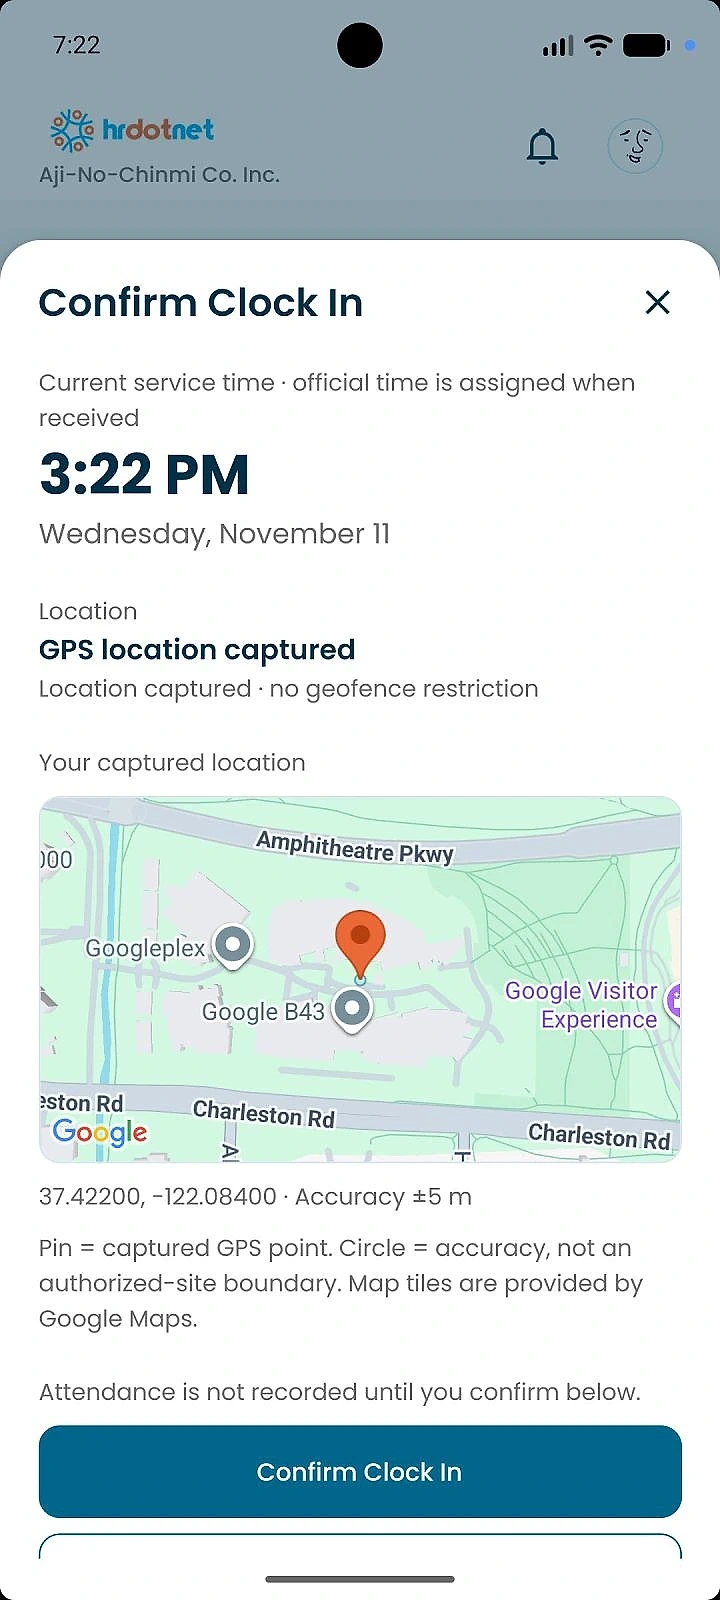 7:22
hrdotnet
Aji-No-Chinmi Co. Inc.
Confirm Clock In
Current service time · official time is assigned when
received
3:22 PM
Wednesday, November 11
Location
GPS location captured
Location captured · no geofence restriction
Your captured location
Amphitheatre Pkwy
000
Googleplex
Google B43
Google Visitor
Experience
eston Rd
Charleston Rd
Charleston Rd
Google
37.42200, -122.08400 · Accuracy ±5 m
Pin = captured GPS point. Circle = accuracy, not an
authorized-site boundary. Map tiles are provided by
Google Maps.
Attendance is not recorded until you confirm below.
Confirm Clock In